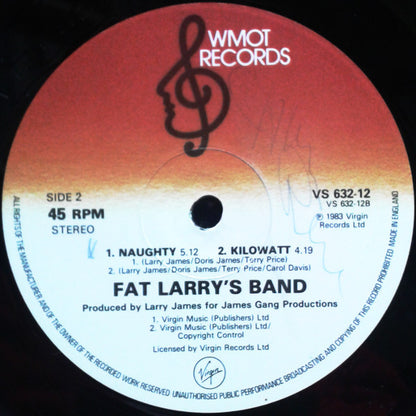 WMOT
RECORDS
SIDE 2
45 RPM
STEREO
VS 632-12
VS 632-12B
℗ 1983 Virgin
Records Ltd
1. NAUGHTY 5.12 2. KILOWATT 4.19
1. (Larry James/Doris James/Terry Price)
2. (Larry James/Doris James/Terry Price/Carol Davis)
FAT LARRY'S BAND
Produced by Larry James for James Gang Productions
1. Virgin Music (Publishers) Ltd
2. Virgin Music (Publishers) Ltd/
Copyright Control
Licensed by Virgin Records Ltd
Virgin
ALL RIGHTS OF THE MANUFACTURER AND OF THE OWNER OF THE RECORDED WORK RESERVED UNAUTHORISED PUBLIC PERFORMANCE BROADCASTING AND COPYING OF THIS RECORD PROHIBITED MADE IN ENGLAND